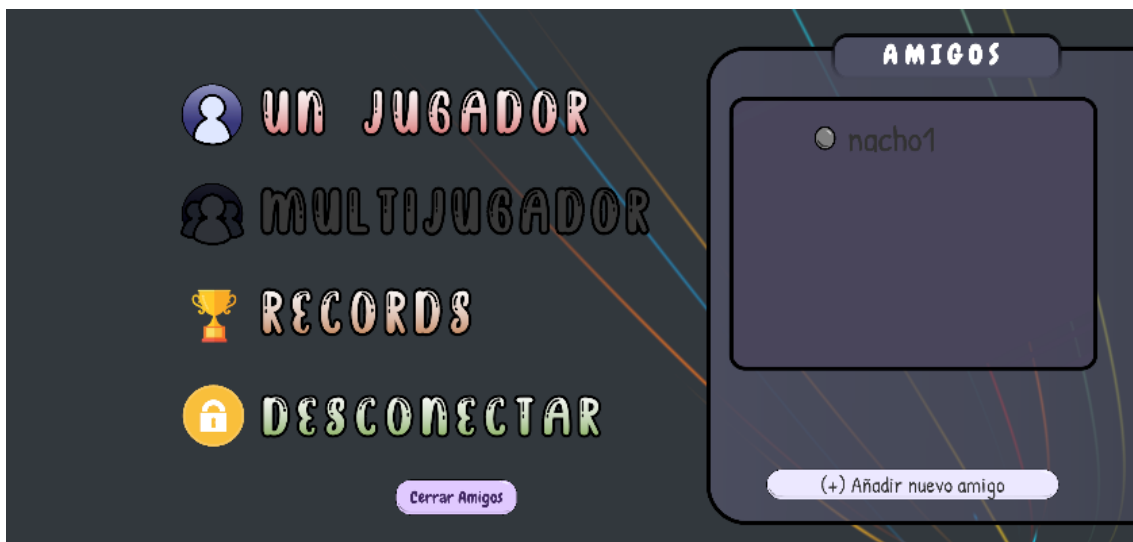 UN JUGADOR
MULTIJUGADOR
RECORDS
DESCONECTAR
Cerrar Amigos
AMIGOS
nacho1
(+) Añadir nuevo amigo